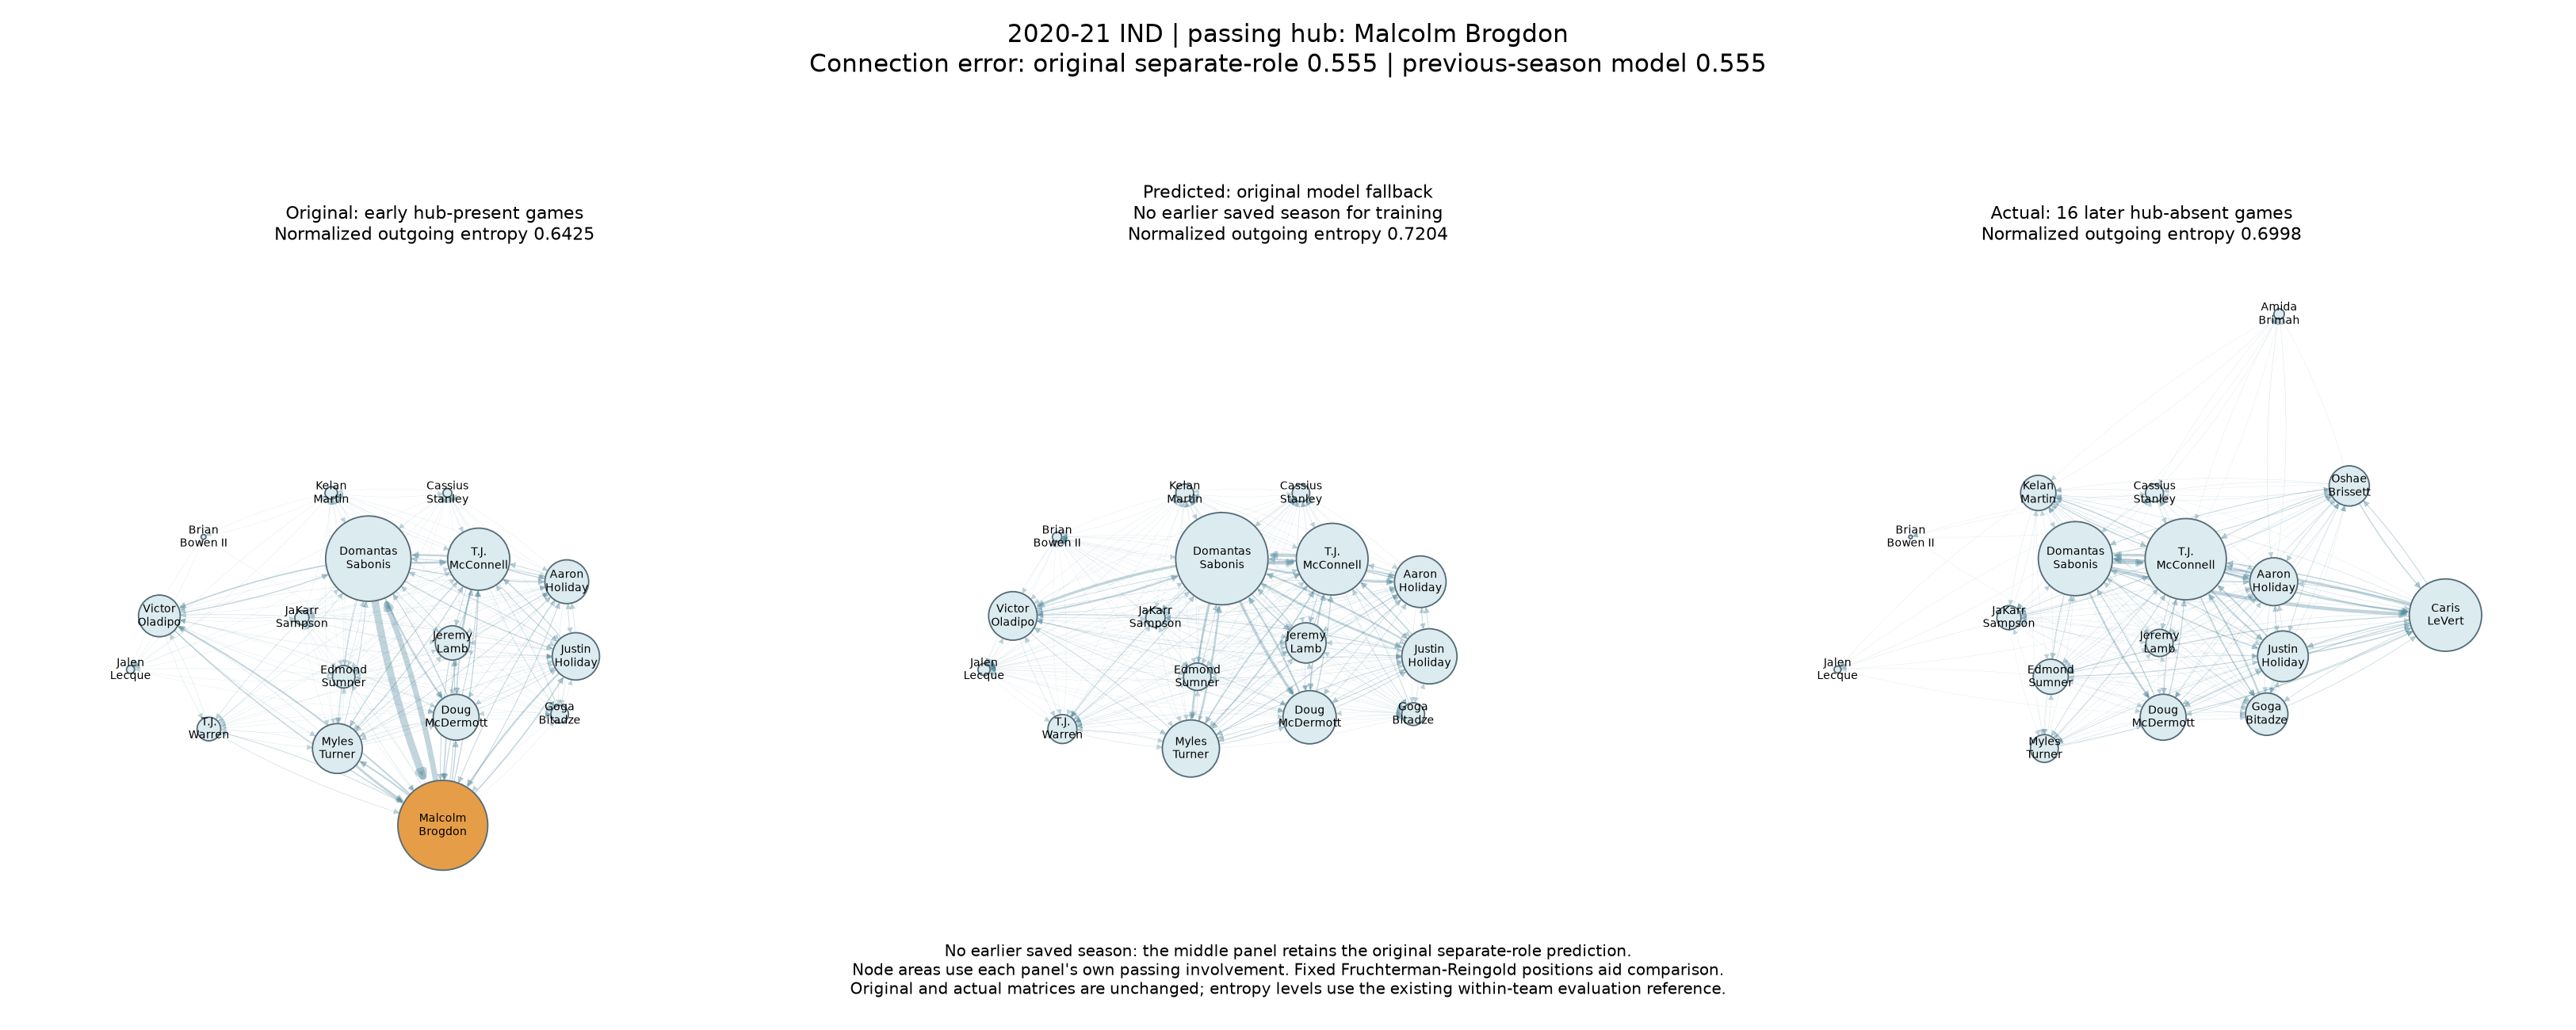 2020-21 IND | passing hub: Malcolm Brogdon
Connection error: original separate-role 0.555 | previous-season model 0.555
Original: early hub-present games
Normalized outgoing entropy 0.6425
Kelan
Martin
Cassius
Stanley
Brian
Bowen II
Domantas
Sabonis
T.J.
McConnell
Aaron
Holiday
Victor
Oladipo
JaKarr
Sampson
Jeremy
Lamb
Justin
Holiday
Jalen
Lecque
Edmond
Sumner
T.J.
Warren
Doug
McDermott
Goga
Bitadze
Myles
Turner
Malcolm
Brogdon
Predicted: original model fallback
No earlier saved season for training
Normalized outgoing entropy 0.7204
Kelan
Martin
Cassius
Stanley
Brian
Bowen II
Domantas
Sabonis
T.J.
McConnell
Aaron
Holiday
Victor
Oladipo
JaKarr
Sampson
Jeremy
Lamb
Justin
Holiday
Jalen
Lecque
Edmond
Sumner
T.J.
Warren
Doug
McDermott
Goga
Bitadze
Myles
Turner
Actual: 16 later hub-absent games
Normalized outgoing entropy 0.6998
Amida
Brimah
Kelan
Martin
Cassius
Stanley
Oshae
Brissett
Brian
Bowen II
Domantas
Sabonis
T.J.
McConnell
Aaron
Holiday
Caris
LeVert
JaKarr
Sampson
Jeremy
Lamb
Justin
Holiday
Jalen
Lecque
Edmond
Sumner
Doug
McDermott
Goga
Bitadze
Myles
Turner
No earlier saved season: the middle panel retains the original separate-role prediction.
Node areas use each panel's own passing involvement. Fixed Fruchterman-Reingold positions aid comparison.
Original and actual matrices are unchanged; entropy levels use the existing within-team evaluation reference.